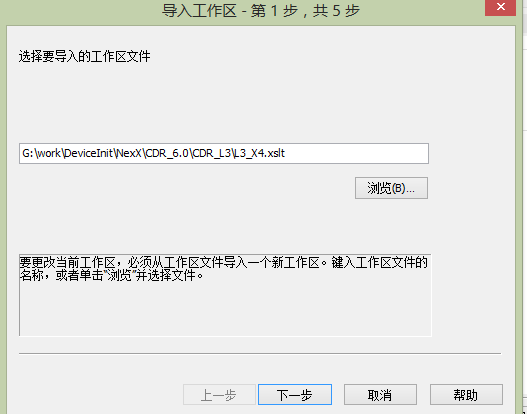 导入工作区 - 第 1 步，共 5 步
选择要导入的工作区文件
G:\work\DeviceInit\NexX\CDR_6.0\CDR_L3\L3_X4.xslt
浏览(B)...
要更改当前工作区，必须从工作区文件导入一个新工作区。键入工作区文件的
名称，或者单击“浏览”并选择文件。
上一步 下一步 取消 帮助